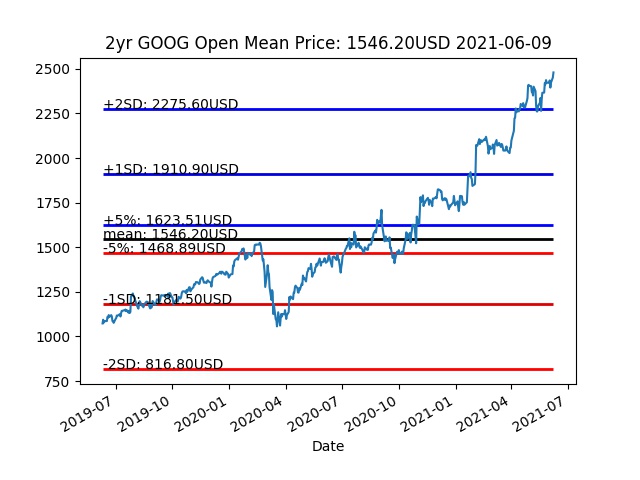 2yr GOOG Open Mean Price: 1546.20USD 2021-06-09
2500
2250
2000
1750
1500
1250
1000
750
+2SD: 2275.60USD
+1SD: 1910.90USD
+5%: 1623.51USD
mean: 1546.20USD
-5%: 1468.89USD
-1SD: 1181.50USD
-2SD: 816.80USD
2019-07
2019-10
2020-01
2020-04
2020-07
2020-10
2021-01
2021-04
2021-07
Date